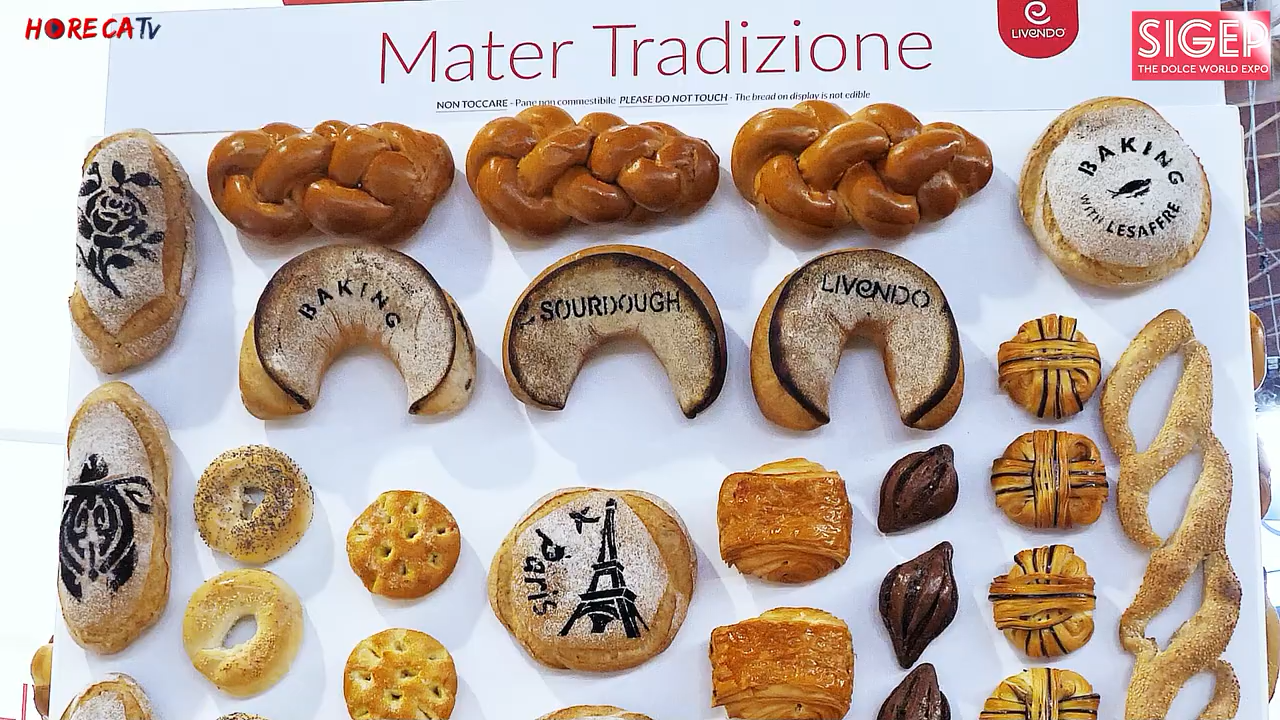 HORECATV
Mater Tradizione
LIVENDO
SIGEP
THE DOLCE WORLD EXPO
NON TOCCARE - Pane non commestibile PLEASE DO NOT TOUCH - The bread on display is not edible
BAKING
WITH LESAFFRE
BAKING
SOURDOUGH
LIVENDO
Paris